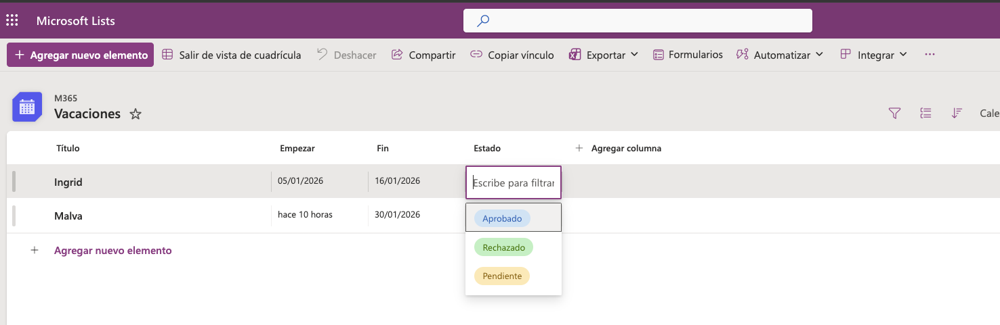 Microsoft Lists
Agregar nuevo elemento Salir de vista de cuadrícula Deshacer Compartir Copiar vínculo Exportar Formularios Automatizar Integrar ...
M365
Vacaciones
Cale
Título Empezar Fin Estado Agregar columna
Ingrid 05/01/2026 16/01/2026 Escribe para filtrar
Malva hace 10 horas 30/01/2026
Aprobado
Rechazado
Pendiente
Agregar nuevo elemento